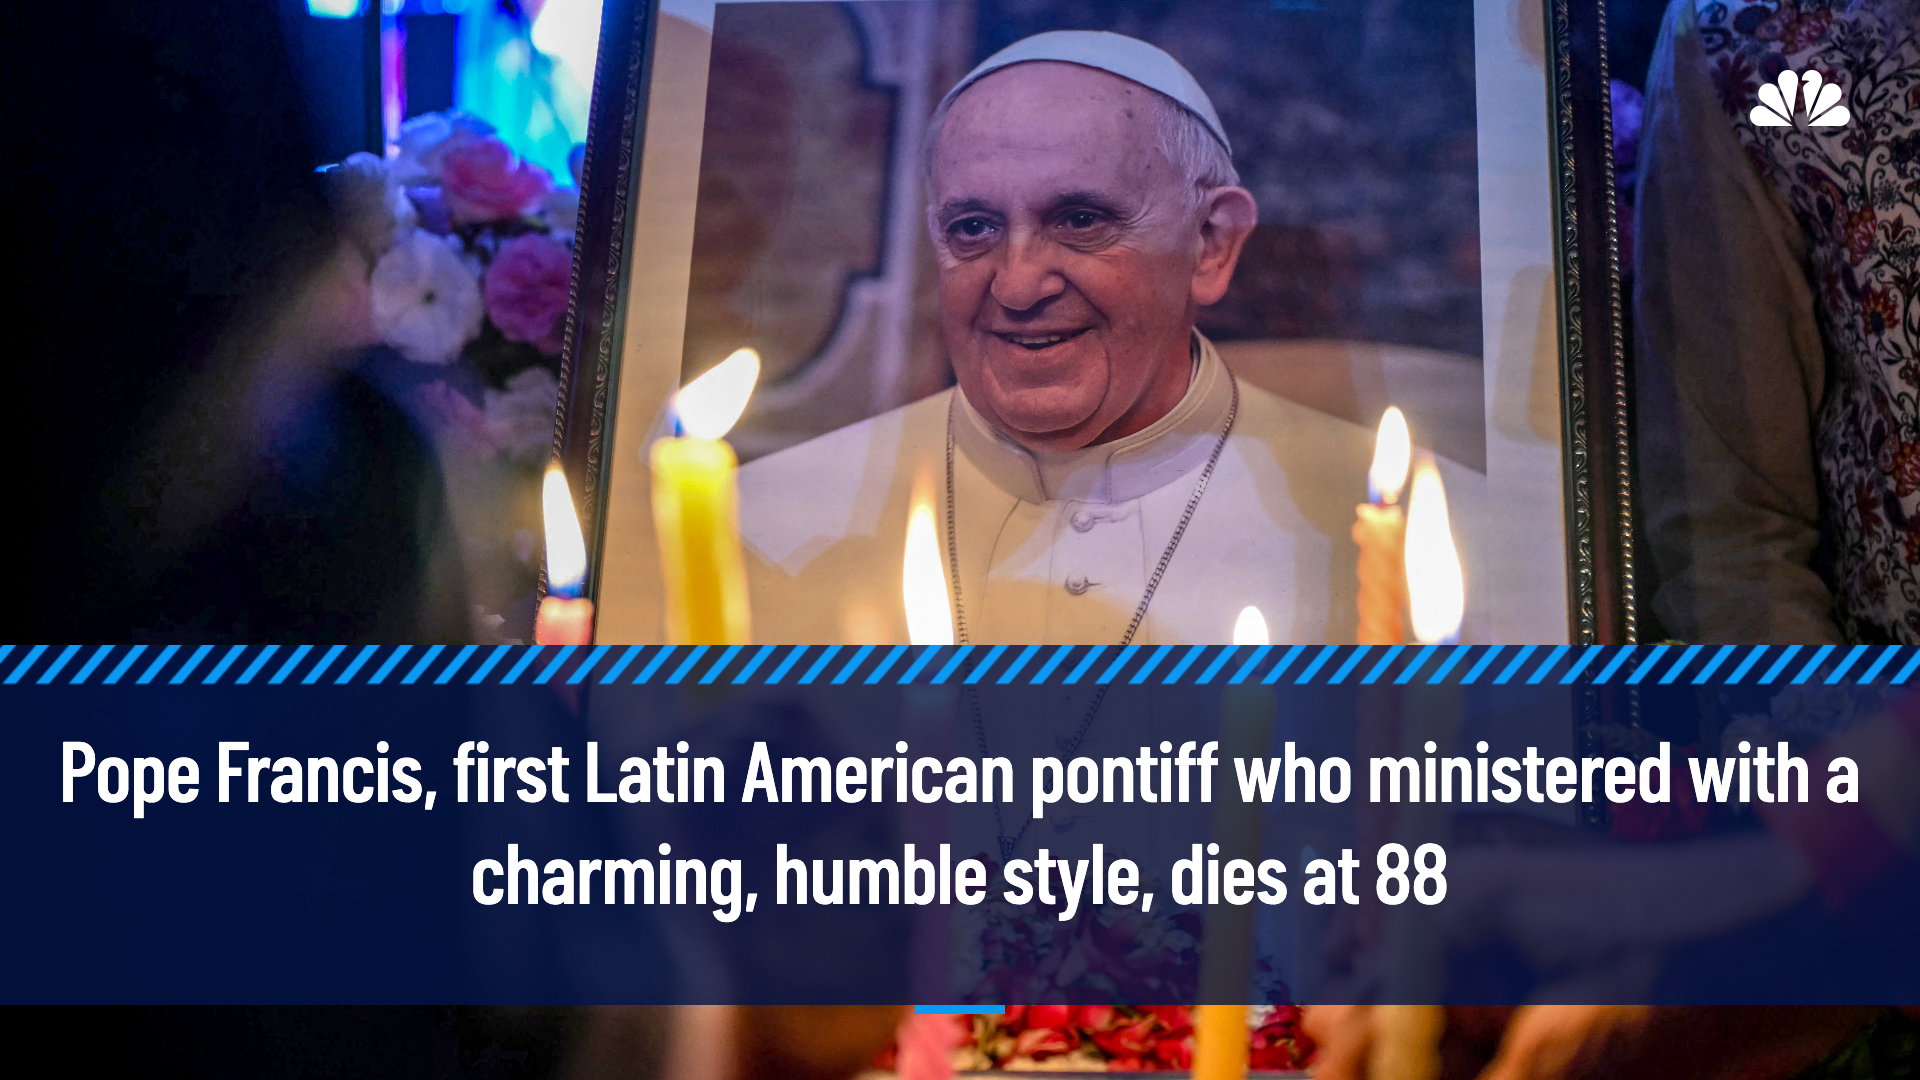 Pope Francis, first Latin American pontiff who ministered with a
charming, humble style, dies at 88